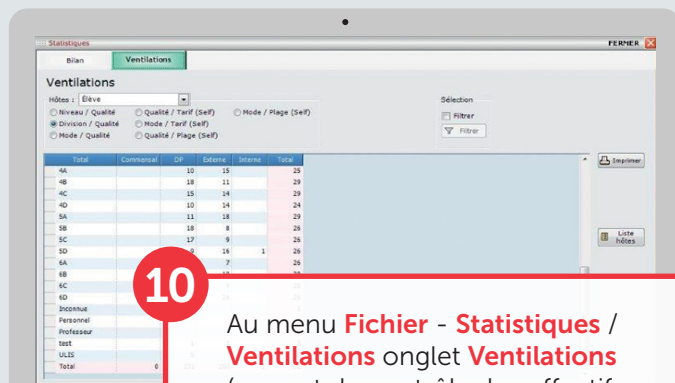 Statistiques
FERMER
Bilan Ventilations
Ventilations
Hôtes : Élève
Sélection
Niveau / Qualité Qualité / Tarif (Self) Mode / Plage (Self)
Filtrer
Division / Qualité Mode / Tarif (Self)
Mode / Qualité Qualité / Plage (Self)
Filtrer
Total Commensal DP Externe Interne Total
Imprimer
4A 10 15 25
4B 18 11 29
4C 15 14 29
4D 10 14 24
5A 11 18 29
5B 18 8 26
5C 17 9 26
Liste hôtes
5D 9 16 1 26
6A 7 26
6B
6C
6D
Inconnue
Personnel
Professeur
test
ULIS
Total 0
10
Au menu Fichier - Statistiques /
Ventilations onglet Ventilations